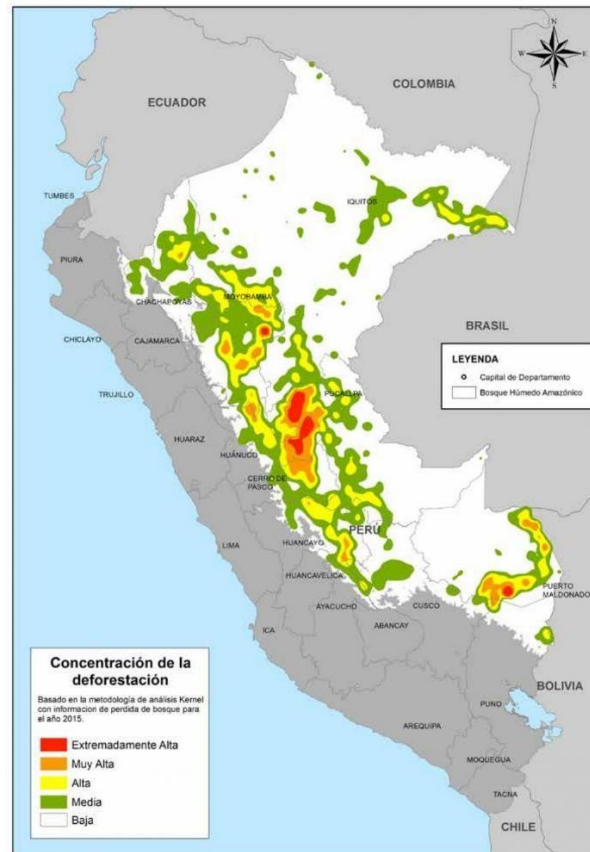 N
W
E
S
COLOMBIA
ECUADOR
TUMBES
IQUITOS
PIURA
CHACHAPOYAS
MOYOBAMBA
BRASIL
CHICLAYO
CAJAMARCA
LEYENDA
Capital de Departamento
Bosque Húmedo Amazónico
TRUJILLO
PUCALLPA
HUARAZ
HUÁNUCO
CERRO DE
PASCO
PERÚ
LIMA
HUANCAYO
HUANCAVELICA
PUERTO
MALDONADO
AYACUCHO
CUSCO
ICA
ABANCAY
BOLIVIA
Concentración de la
deforestación
Basado en la metodología de análisis Kernel
con informacion de perdida de bosque para
el año 2015.
Extremadamente Alta
Muy Alta
Alta
Media
Baja
PUNO
AREQUIPA
MOQUEGUA
TACNA
CHILE